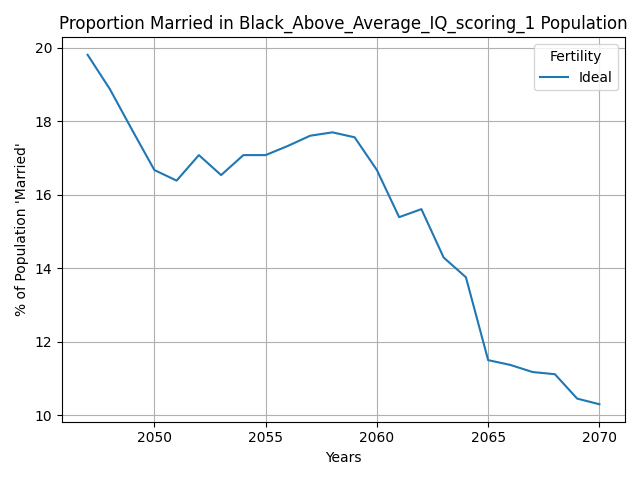 Proportion Married in Black_Above_Average_IQ_scoring_1 Population
Fertility
Ideal
% of Population 'Married'
20
18
16
14
12
10
2050 2055 2060 2065 2070
Years